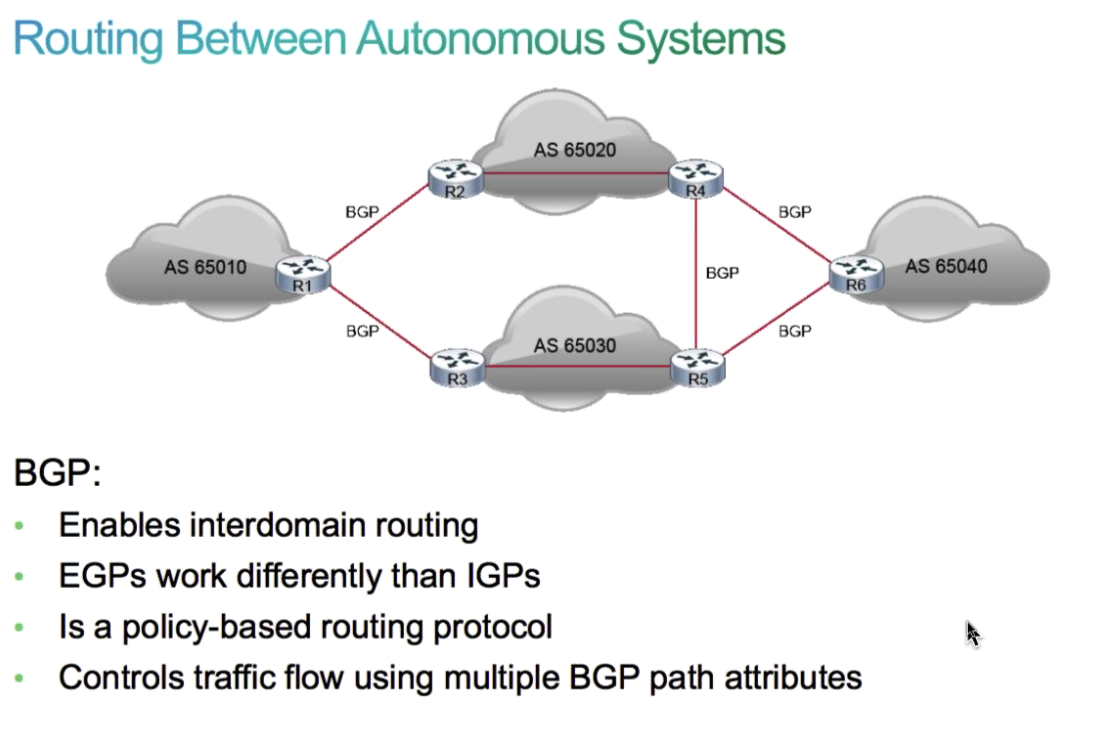 Routing Between Autonomous Systems
AS 65020
R2
R4
BGP
BGP
AS 65010
R1
BGP
R6
AS 65040
BGP
BGP
AS 65030
R3
R5
BGP:
• Enables interdomain routing
• EGPs work differently than IGPs
• Is a policy-based routing protocol
• Controls traffic flow using multiple BGP path attributes